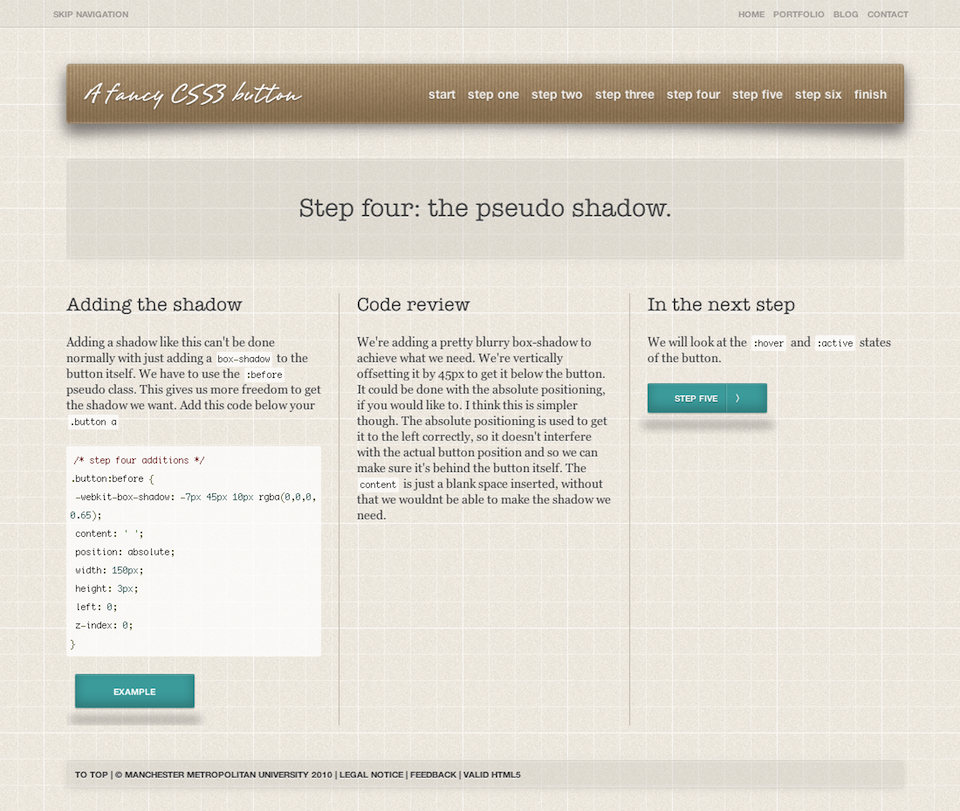 SKIP NAVIGATION
HOME PORTFOLIO BLOG CONTACT
A fancy CSS3 button
start step one step two step three step four step five step six finish
Step four: the pseudo shadow.
Adding the shadow
Adding a shadow like this can't be done
normally with just adding a box-shadow to the
button itself. We have to use the :before
pseudo class. This gives us more freedom to get
the shadow we want. Add this code below your
.button a
/* step four additions */
.button:before {
-webkit-box-shadow: -7px 45px 10px rgba(0,0,0,
0.65);
content: ' ';
position: absolute;
width: 150px;
height: 3px;
left: 0;
z-index: 0;
}
EXAMPLE
Code review
We're adding a pretty blurry box-shadow to
achieve what we need. We're vertically
offsetting it by 45px to get it below the button.
It could be done with the absolute positioning,
if you would like to. I think this is simpler
though. The absolute positioning is used to get
it to the left correctly, so it doesn't interfere
with the actual button position and so we can
make sure it's behind the button itself. The
content is just a blank space inserted, without
that we wouldnt be able to make the shadow we
need.
In the next step
We will look at the :hover and :active states
of the button.
STEP FIVE 〉
TO TOP | © MANCHESTER METROPOLITAN UNIVERSITY 2010 | LEGAL NOTICE | FEEDBACK | VALID HTML5